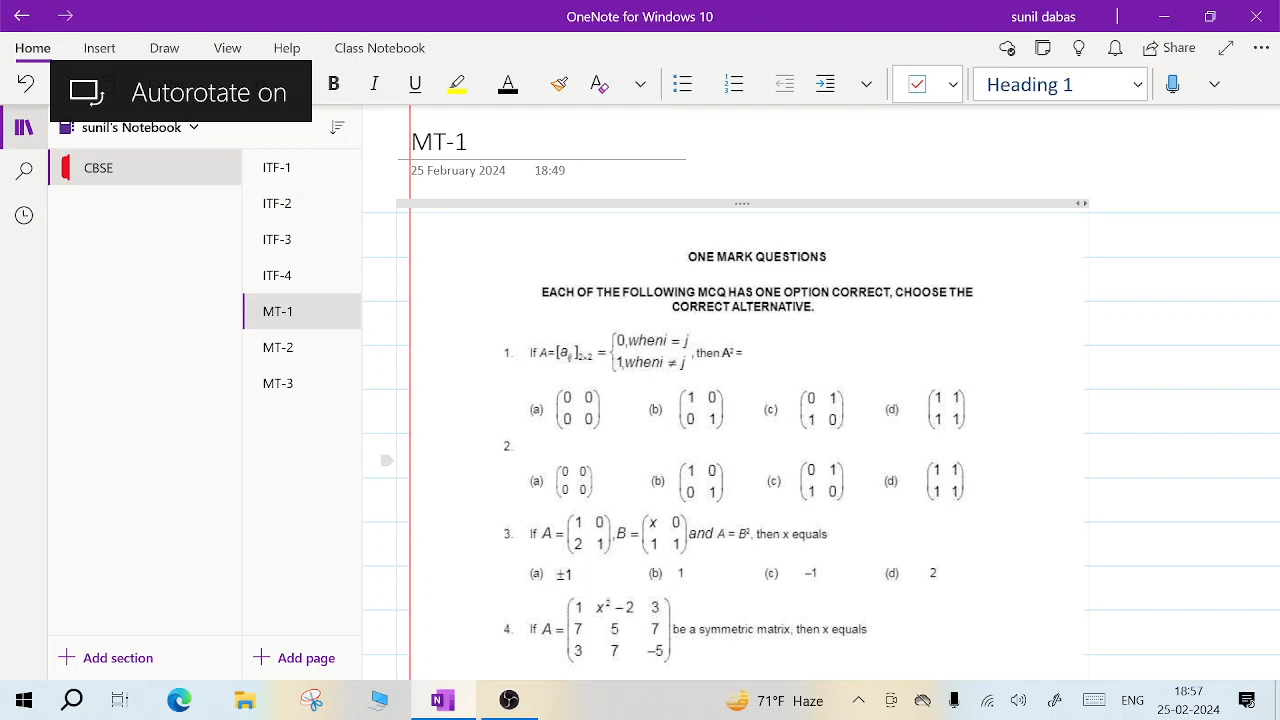 OneNote for Windows 10
sunil dabas
Home Insert Draw View Help Class Notebook
Share
Autorotate on
B I U A
Heading 1
sunil's Notebook
CBSE
ITF-1
ITF-2
ITF-3
ITF-4
MT-1
MT-2
MT-3
Add section
Add page
MT-1
25 February 2024 18:49
ONE MARK QUESTIONS
EACH OF THE FOLLOWING MCQ HAS ONE OPTION CORRECT, CHOOSE THE
CORRECT ALTERNATIVE.
1. If A=[a_ij]_2×2 = {0,when i = j
1,when i ≠ j , then A² =
(a) (0 0 (b) (1 0 (c) (0 1 (d) (1 1
0 0) 0 1) 1 0) 1 1)
2.
(a) (0 0 (b) (1 0 (c) (0 1 (d) (1 1
0 0) 0 1) 1 0) 1 1)
3. If A = (1 0 , B = (x 0 and A = B², then x equals
2 1) 1 1)
(a) ±1 (b) 1 (c) −1 (d) 2
4. If A = (1 x² − 2 3
7 5 7 be a symmetric matrix, then x equals
3 7 −5)
71°F Haze
ENG
18:57
25-02-2024